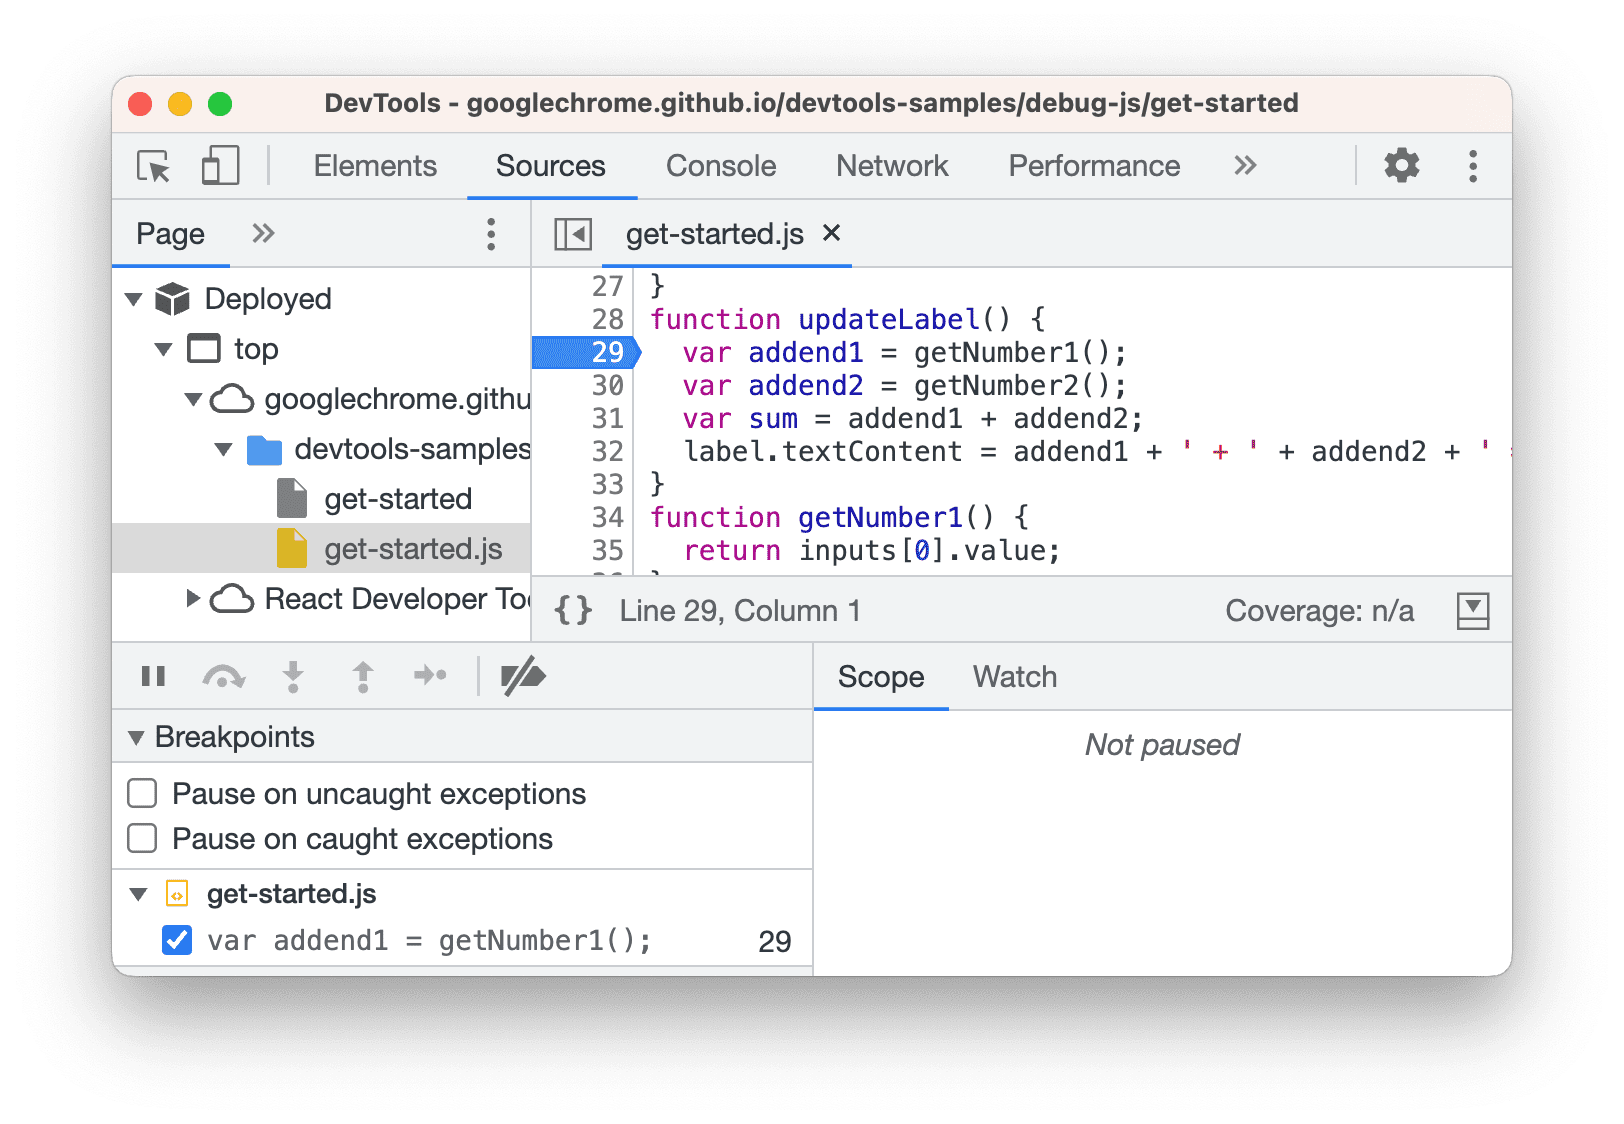 DevTools - googlechrome.github.io/devtools-samples/debug-js/get-started
Elements Sources Console Network Performance »
Page » get-started.js ×
Deployed
top
googlechrome.githu
devtools-samples
get-started
get-started.js
React Developer Too
27 }
28 function updateLabel() {
29 var addend1 = getNumber1();
30 var addend2 = getNumber2();
31 var sum = addend1 + addend2;
32 label.textContent = addend1 + ' + ' + addend2 + ' =
33 }
34 function getNumber1() {
35 return inputs[0].value;
{} Line 29, Column 1 Coverage: n/a
Breakpoints
Pause on uncaught exceptions
Pause on caught exceptions
get-started.js
var addend1 = getNumber1(); 29
Scope Watch
Not paused